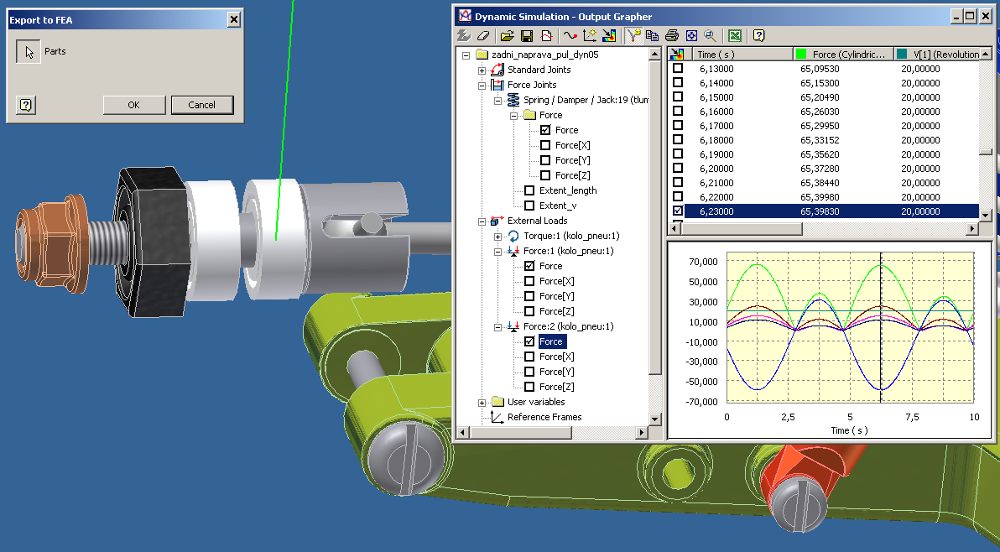 Export to FEA
Parts
OK
Cancel
Dynamic Simulation - Output Grapher
zadni_naprava_pul_dyn05
Standard Joints
Force Joints
Spring / Damper / Jack:19 (tlum
Force
Force
Force[X]
Force[Y]
Force[Z]
Extent_length
Extent_v
External Loads
Torque:1 (kolo_pneu:1)
Force:1 (kolo_pneu:1)
Force
Force[X]
Force[Y]
Force[Z]
Force:2 (kolo_pneu:1)
Force
Force[X]
Force[Y]
Force[Z]
User variables
Reference Frames
Time ( s ) Force (Cylindric... V[1] (Revolution
6,13000 65,09530 20,00000
6,14000 65,15300 20,00000
6,15000 65,20490 20,00000
6,16000 65,26030 20,00000
6,17000 65,29950 20,00000
6,18000 65,33152 20,00000
6,19000 65,35620 20,00000
6,20000 65,37280 20,00000
6,21000 65,38440 20,00000
6,22000 65,39980 20,00000
6,23000 65,39830 20,00000
70,000
50,000
30,000
10,000
-10,000
-30,000
-50,000
-70,000
0 2,5 5 7,5 10
Time ( s )